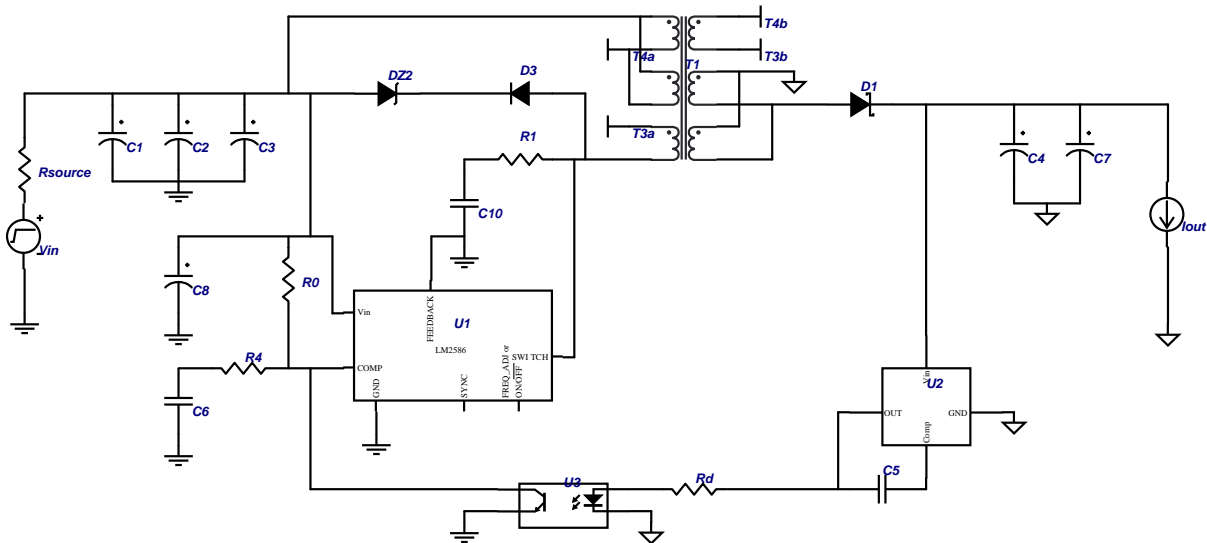 T4b
T4a
T3b
T1
DZ2
D3
D1
C1
C2
C3
R1
T3a
C4
C7
Rsource
+
Vin
C10
Iout
C8
R0
Vin
FEEDBACK
U1
LM2586
FREQ_ADJ or
SWITCH
R4
COMP
GND
SYNC
ON/OFF
C6
Vin
U2
OUT
GND
Comp
U3
Rd
C5